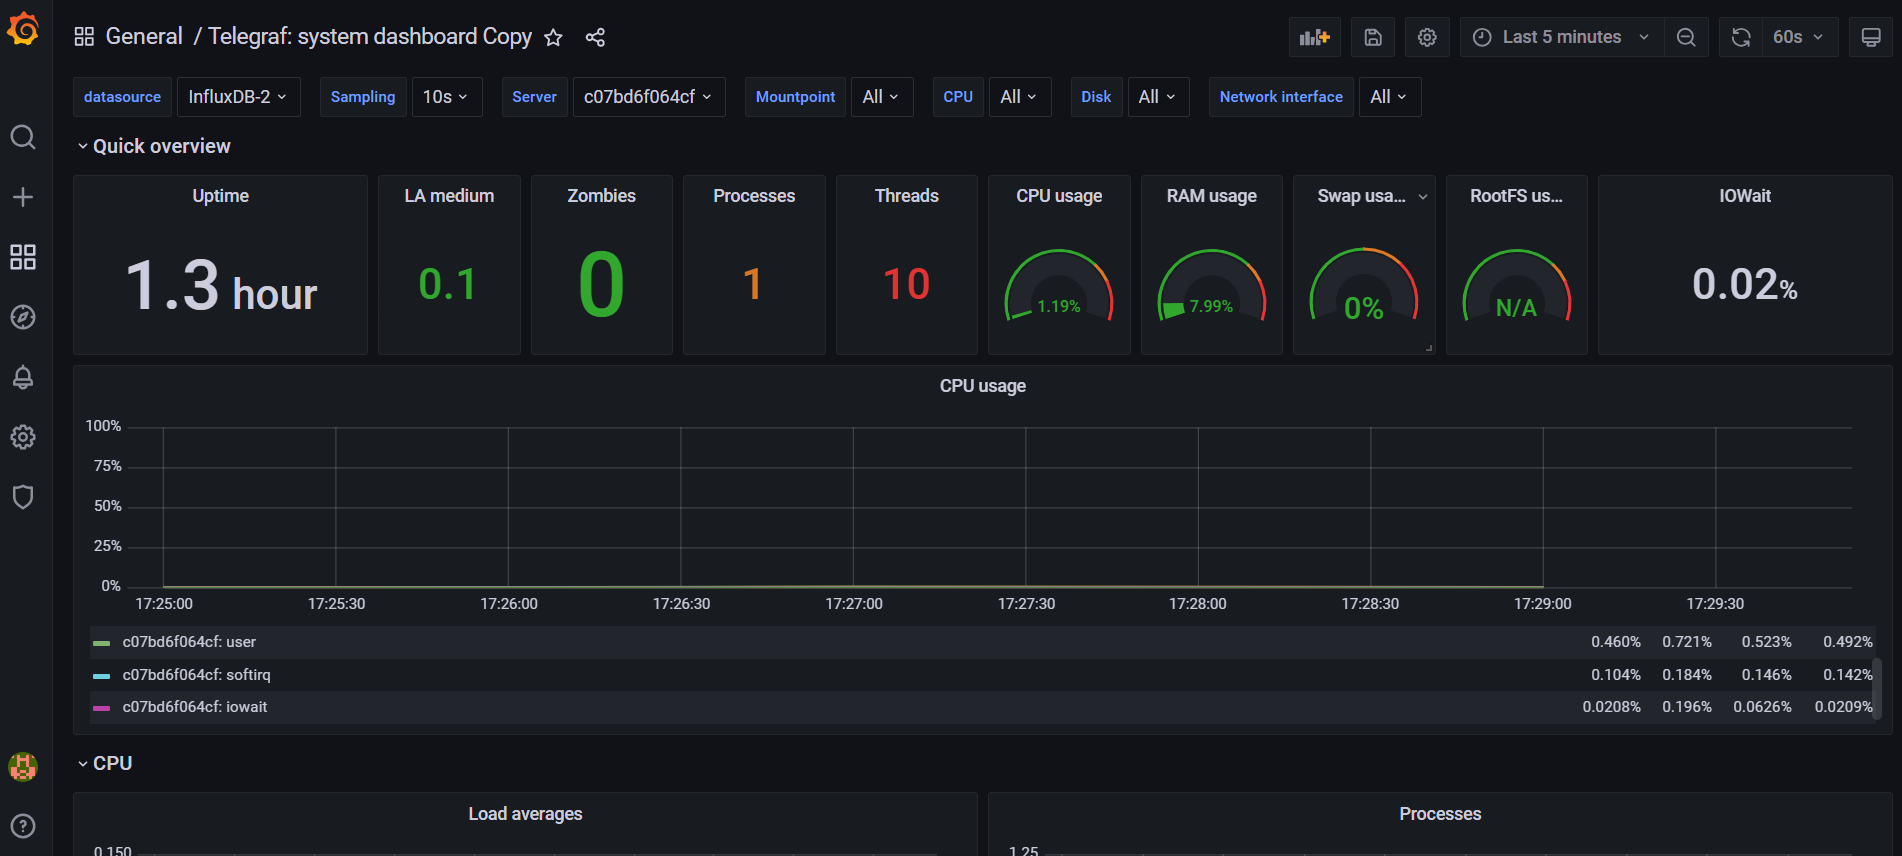 General / Telegraf: system dashboard Copy
Last 5 minutes
60s
datasource InfluxDB-2 Sampling 10s Server c07bd6f064cf Mountpoint All CPU All Disk All Network interface All
Quick overview
Uptime
1.3 hour
LA medium
0.1
Zombies
0
Processes
1
Threads
10
CPU usage
1.19%
RAM usage
7.99%
Swap usa...
0%
RootFS us...
N/A
IOWait
0.02%
CPU usage
100%
75%
50%
25%
0%
17:25:00 17:25:30 17:26:00 17:26:30 17:27:00 17:27:30 17:28:00 17:28:30 17:29:00 17:29:30
c07bd6f064cf: user 0.460% 0.721% 0.523% 0.492%
c07bd6f064cf: softirq 0.104% 0.184% 0.146% 0.142%
c07bd6f064cf: iowait 0.0208% 0.196% 0.0626% 0.0209%
CPU
Load averages
0.150
Processes
1.25